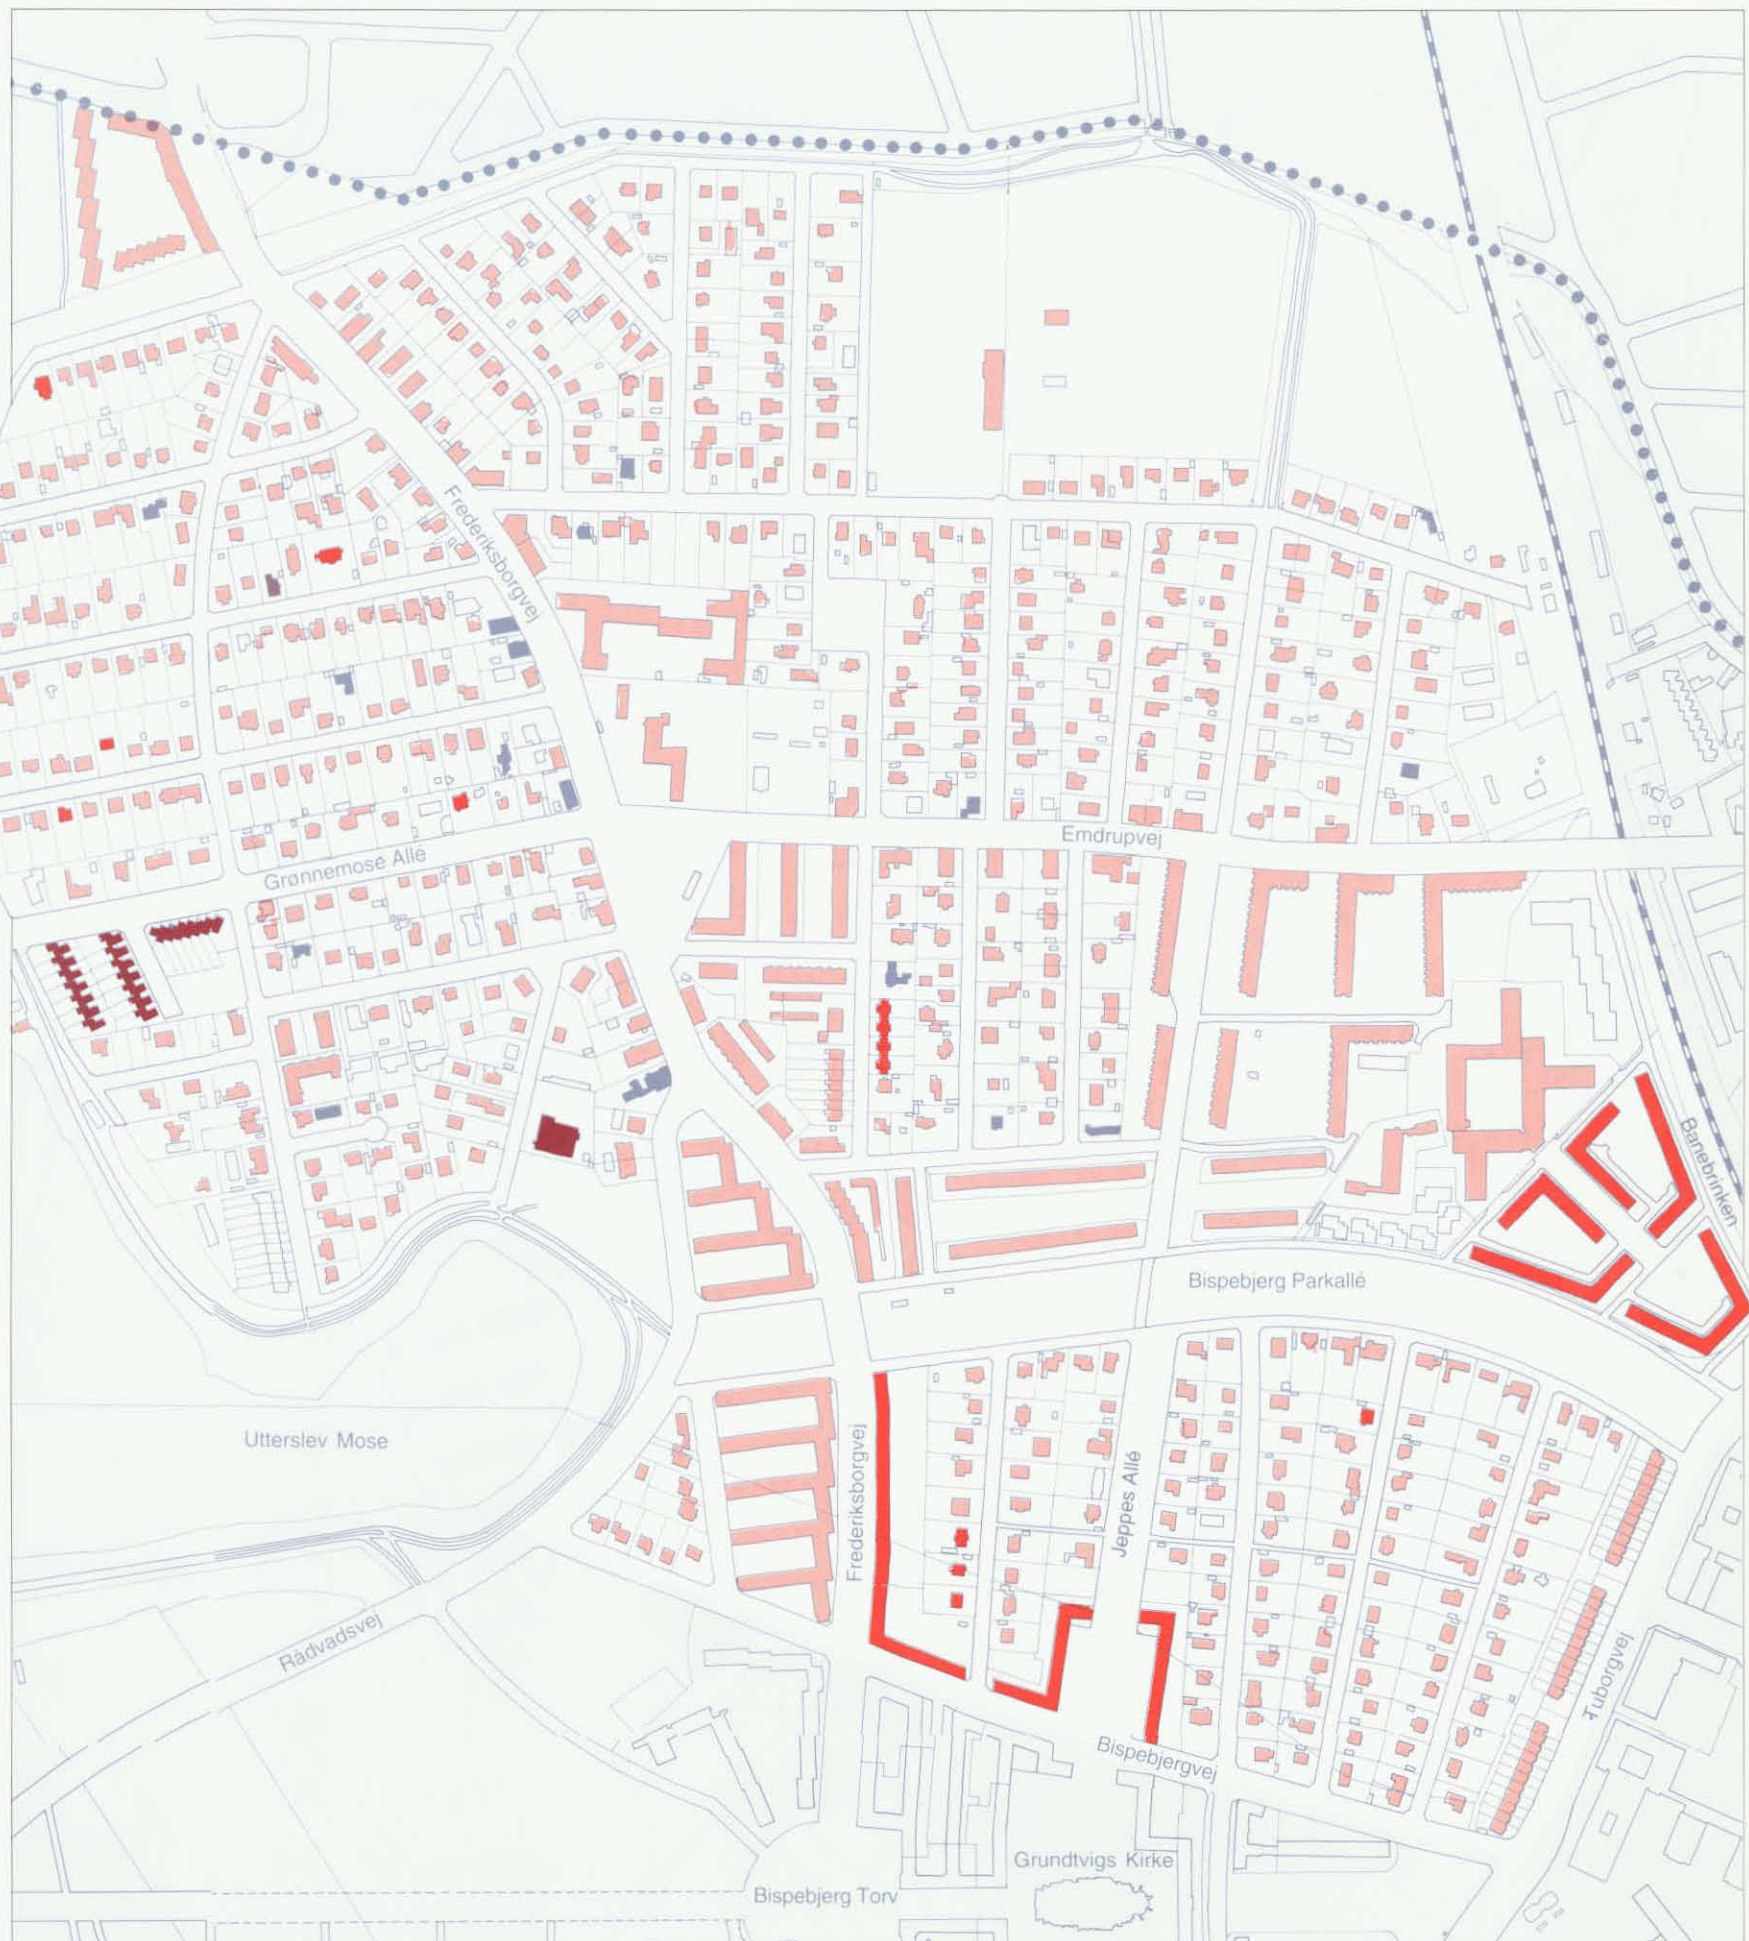 Frederiksborgvej
Emdrupvej
Grønnemose Allé
Banebrinken
Bispebjerg Parkallé
Utterslev Mose
Frederiksborgvej
Jeppes Allé
Rådvadsvej
Tuborgvej
Bispebjergvej
Grundtvigs Kirke
Bispebjerg Torv